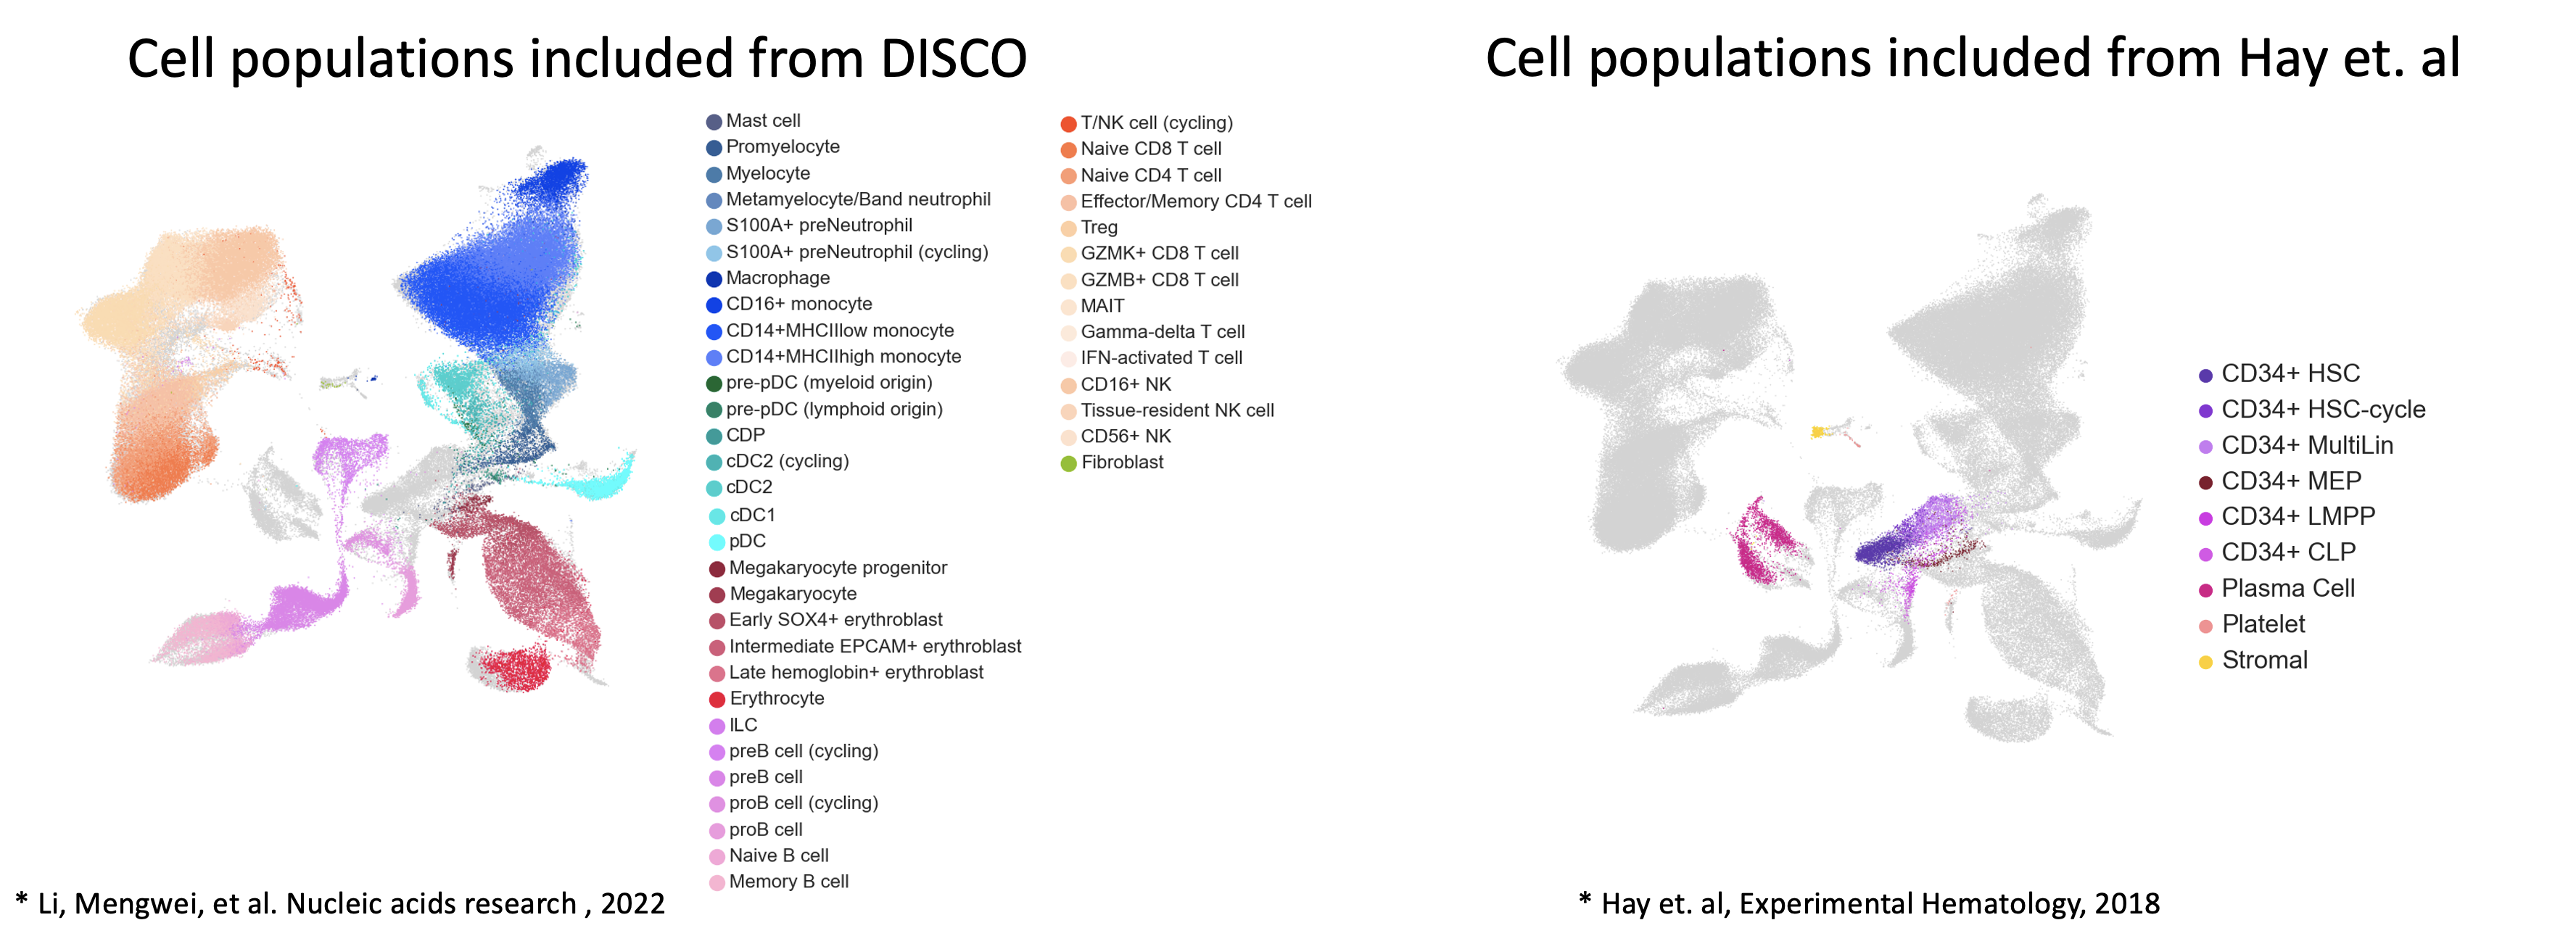 Cell populations included from DISCO
Mast cell
Promyelocyte
Myelocyte
Metamyelocyte/Band neutrophil
S100A+ preNeutrophil
S100A+ preNeutrophil (cycling)
Macrophage
CD16+ monocyte
CD14+MHCIIlow monocyte
CD14+MHCIIhigh monocyte
pre-pDC (myeloid origin)
pre-pDC (lymphoid origin)
CDP
cDC2 (cycling)
cDC2
cDC1
pDC
Megakaryocyte progenitor
Megakaryocyte
Early SOX4+ erythroblast
Intermediate EPCAM+ erythroblast
Late hemoglobin+ erythroblast
Erythrocyte
ILC
preB cell (cycling)
preB cell
proB cell (cycling)
proB cell
Naive B cell
Memory B cell
T/NK cell (cycling)
Naive CD8 T cell
Naive CD4 T cell
Effector/Memory CD4 T cell
Treg
GZMK+ CD8 T cell
GZMB+ CD8 T cell
MAIT
Gamma-delta T cell
IFN-activated T cell
CD16+ NK
Tissue-resident NK cell
CD56+ NK
Fibroblast
* Li, Mengwei, et al. Nucleic acids research , 2022
Cell populations included from Hay et. al
CD34+ HSC
CD34+ HSC-cycle
CD34+ MultiLin
CD34+ MEP
CD34+ LMPP
CD34+ CLP
Plasma Cell
Platelet
Stromal
* Hay et. al, Experimental Hematology, 2018